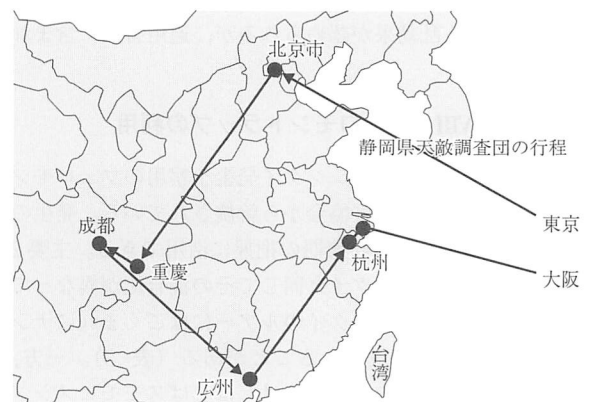 北京市
静岡県天敵調査団の行程
東京
成都
杭州
大阪
重慶
台湾
広州